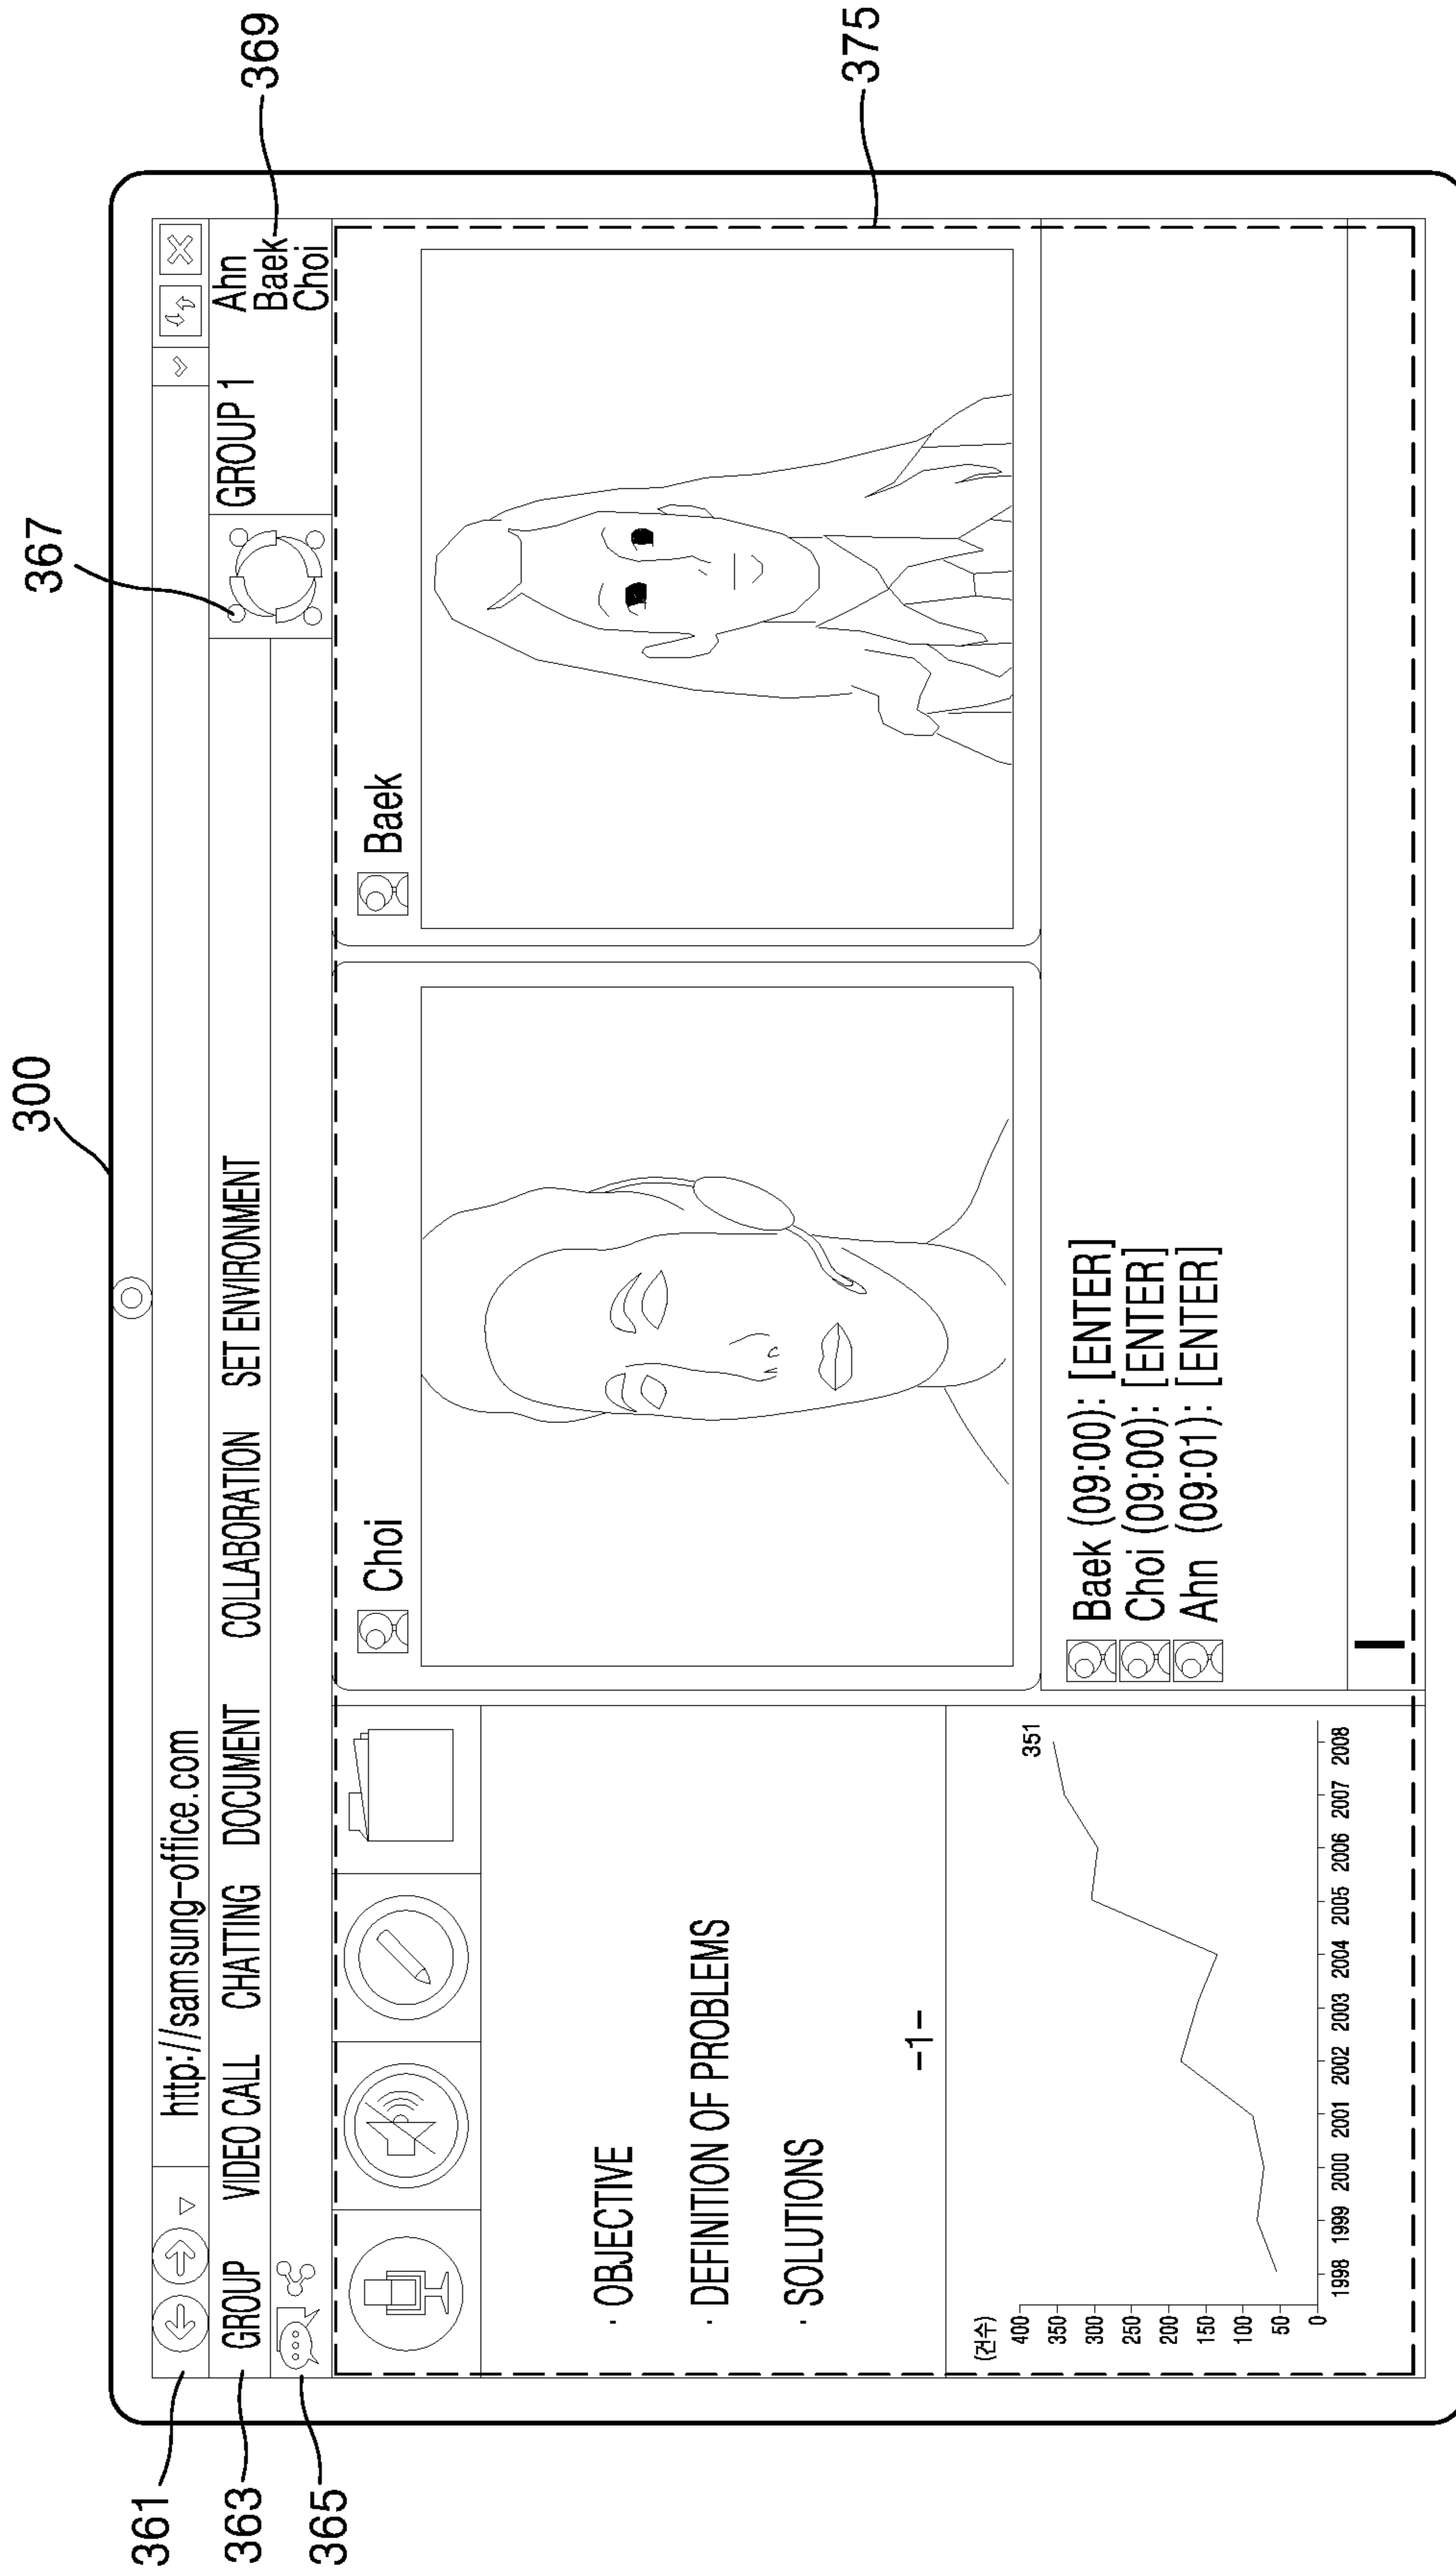 300
367
361
http://samsung-office.com
363
GROUP VIDEO CALL CHATTING DOCUMENT COLLABORATION SET ENVIRONMENT
GROUP 1
Ahn
Baek
Choi
369
365
Choi
Baek
375
· OBJECTIVE
· DEFINITION OF PROBLEMS
· SOLUTIONS
-1-
(건수)
400
350
300
250
200
150
100
50
0
351
1998 1999 2000 2001 2002 2003 2004 2005 2006 2007 2008
Baek (09:00): [ENTER]
Choi (09:00): [ENTER]
Ahn (09:01): [ENTER]